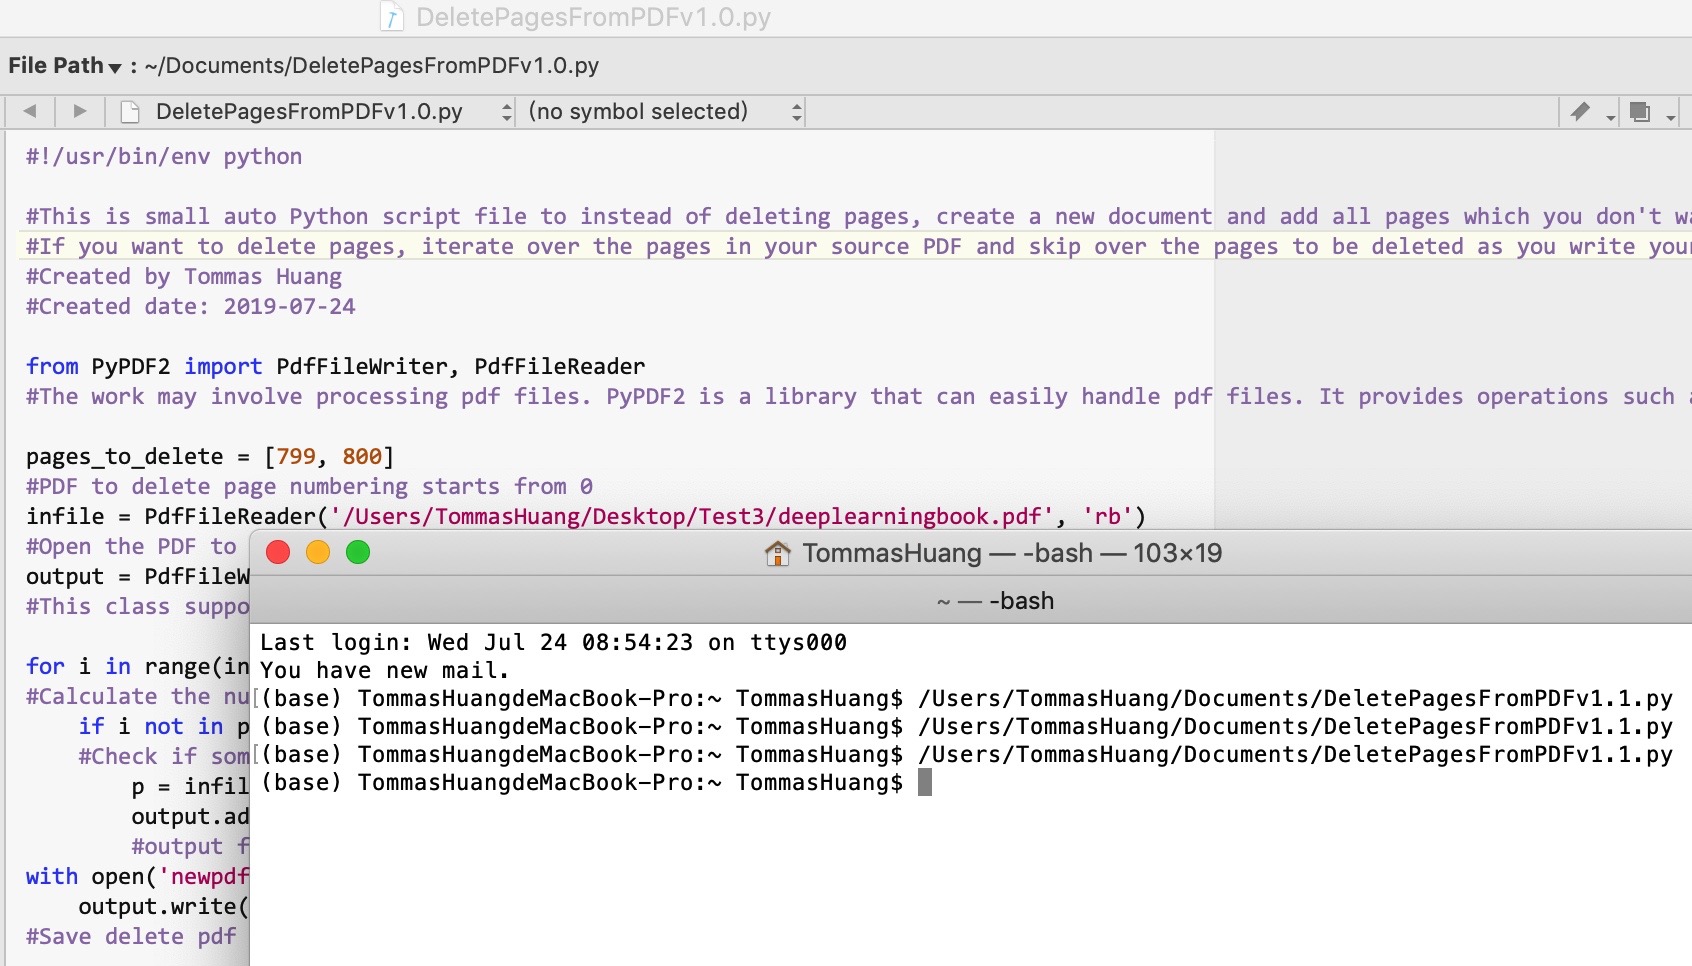 DeletePagesFromPDFv1.0.py
File Path : ~/Documents/DeletePagesFromPDFv1.0.py
DeletePagesFromPDFv1.0.py (no symbol selected)
#!/usr/bin/env python
#This is small auto Python script file to instead of deleting pages, create a new document and add all pages which you don't
#If you want to delete pages, iterate over the pages in your source PDF and skip over the pages to be deleted as you write
#Created by Tommas Huang
#Created date: 2019-07-24
from PyPDF2 import PdfFileWriter, PdfFileReader
#The work may involve processing pdf files. PyPDF2 is a library that can easily handle pdf files. It provides operations such
pages_to_delete = [799, 800]
#PDF to delete page numbering starts from 0
infile = PdfFileReader('/Users/TommasHuang/Desktop/Test3/deeplearningbook.pdf', 'rb')
#Open the PDF to
output = PdfFileW
#This class suppo
for i in range(in
#Calculate the nu
if i not in p
#Check if som
p = infil
output.ad
#output f
with open('newpdf
output.write(
#Save delete pdf
TommasHuang — -bash — 103×19
~ — -bash
Last login: Wed Jul 24 08:54:23 on ttys000
You have new mail.
[(base) TommasHuangdeMacBook-Pro:~ TommasHuang$ /Users/TommasHuang/Documents/DeletePagesFromPDFv1.1.py
(base) TommasHuangdeMacBook-Pro:~ TommasHuang$ /Users/TommasHuang/Documents/DeletePagesFromPDFv1.1.py
[(base) TommasHuangdeMacBook-Pro:~ TommasHuang$ /Users/TommasHuang/Documents/DeletePagesFromPDFv1.1.py
(base) TommasHuangdeMacBook-Pro:~ TommasHuang$